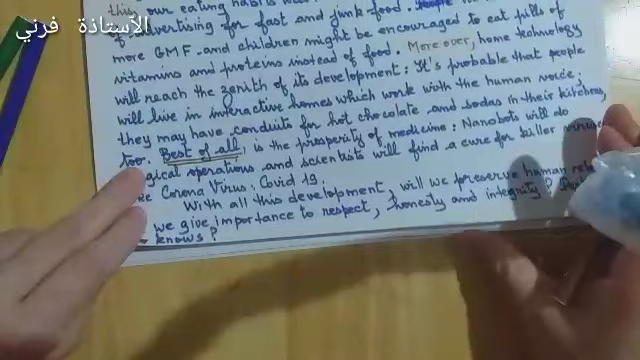 الأستاذة فرني
this, our eating habits
of advertising for fast and junk food.
more GMF and children might be encouraged to eat pills of
vitamins and proteins instead of food. More over, home technology
will reach the zenith of its development: It's probable that people
will live in interactive homes which work with the human voice;
they may have conduits for hot chocolate and sodas in their kitchens,
too. Best of all, is the prosperity of medicine: Nanobots will do
gical operations and scientists will find a cure for killer viruses
Corona Virus, Covid 19.
With all this development, will we preserve human
we give importance to respect, honesty and integrity?
knows?